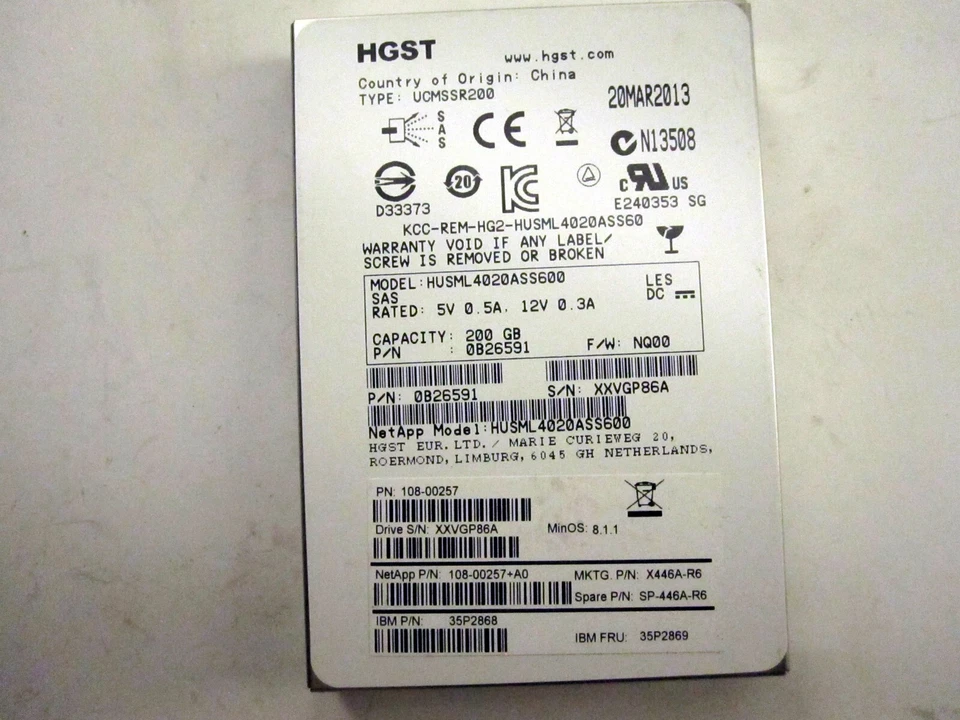 HGST
www.hgst.com
Country of Origin: China
TYPE: UCMSSR200
20MAR2013
SAS
CE
N13508
20
D33373
c RU US
E240353 SG
KCC-REM-HG2-HUSML4020ASS60
WARRANTY VOID IF ANY LABEL/
SCREW IS REMOVED OR BROKEN
MODEL:HUSML4020ASS600
LES
SAS
DC
RATED: 5V 0.5A, 12V 0.3A
CAPACITY: 200 GB
P/N : 0B26591
F/W: NQ00
P/N: 0B26591
S/N: XXVGP86A
NetApp Model:HUSML4020ASS600
HGST EUR.LTD./ MARIE CURIEWEG 20,
ROERMOND,LIMBURG,6045 GH NETHERLANDS,
PN: 108-00257
Drive S/N: XXVGP86A
MinOS: 8.1.1
NetApp P/N: 108-00257+A0
MKTG. P/N: X446A-R6
Spare P/N: SP-446A-R6
IBM P/N: 35P2868
IBM FRU: 35P2869